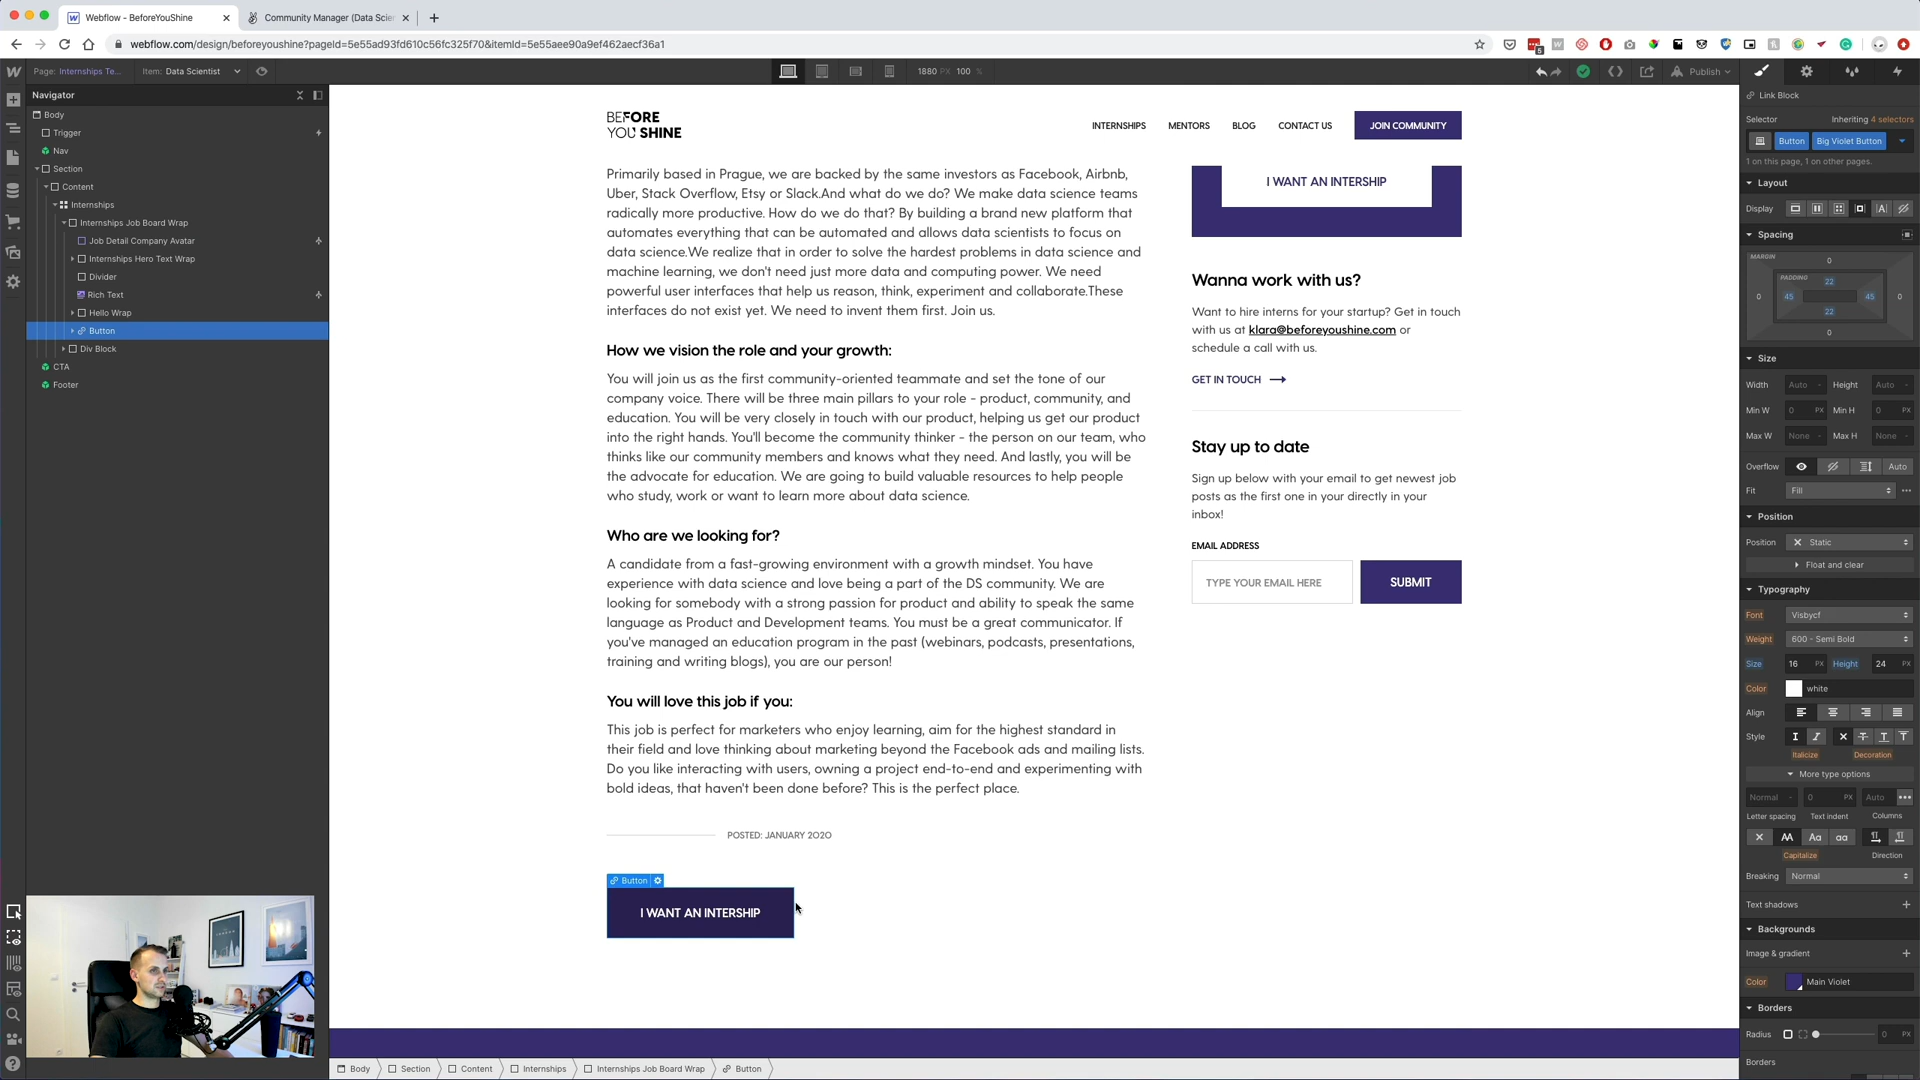 Webflow - BeforeYouShine
Community Manager (Data Scien
webflow.com/design/beforeyoushine?pageId=5e55ad93fd610c56fc325f70&itemId=5e55aee90a9ef462aecf36a1
Page: Internships Te...
Item: Data Scientist
1880 PX 100 %
Publish
Navigator
Body
Trigger
Nav
Section
Content
Internships
Internships Job Board Wrap
Job Detail Company Avatar
Internships Hero Text Wrap
Divider
Rich Text
Hello Wrap
Button
Div Block
CTA
Footer
BEFORE
YOU SHINE
INTERNSHIPS
MENTORS
BLOG
CONTACT US
JOIN COMMUNITY
Primarily based in Prague, we are backed by the same investors as Facebook, Airbnb,
Uber, Stack Overflow, Etsy or Slack.And what do we do? We make data science teams
radically more productive. How do we do that? By building a brand new platform that
automates everything that can be automated and allows data scientists to focus on
data science.We realize that in order to solve the hardest problems in data science and
machine learning, we don't need just more data and computing power. We need
powerful user interfaces that help us reason, think, experiment and collaborate.These
interfaces do not exist yet. We need to invent them first. Join us.
How we vision the role and your growth:
You will join us as the first community-oriented teammate and set the tone of our
company voice. There will be three main pillars to your role - product, community, and
education. You will be very closely in touch with our product, helping us get our product
into the right hands. You'll become the community thinker - the person on our team, who
thinks like our community members and knows what they need. And lastly, you will be
the advocate for education. We are going to build valuable resources to help people
who study, work or want to learn more about data science.
Who are we looking for?
A candidate from a fast-growing environment with a growth mindset. You have
experience with data science and love being a part of the DS community. We are
looking for somebody with a strong passion for product and ability to speak the same
language as Product and Development teams. You must be a great communicator. If
you've managed an education program in the past (webinars, podcasts, presentations,
training and writing blogs), you are our person!
You will love this job if you:
This job is perfect for marketers who enjoy learning, aim for the highest standard in
their field and love thinking about marketing beyond the Facebook ads and mailing lists.
Do you like interacting with users, owning a project end-to-end and experimenting with
bold ideas, that haven't been done before? This is the perfect place.
POSTED: JANUARY 2020
Button
I WANT AN INTERSHIP
I WANT AN INTERSHIP
Wanna work with us?
Want to hire interns for your startup? Get in touch
with us at klara@beforeyoushine.com or
schedule a call with us.
GET IN TOUCH
Stay up to date
Sign up below with your email to get newest job
posts as the first one in your directly in your
inbox!
EMAIL ADDRESS
TYPE YOUR EMAIL HERE
SUBMIT
Body
Section
Content
Internships
Internships Job Board Wrap
Button
Link Block
Selector
Inheriting 4 selectors
Button
Big Violet Button
1 on this page, 1 on other pages.
Layout
Display
Spacing
MARGIN
0
PADDING
22
0 45 45 0
22
0
Size
Width Auto - Height Auto -
Min W 0 PX Min H 0 PX
Max W None - Max H None -
Overflow Auto
Fit Fill
Position
Position Static
Float and clear
Typography
Font Visbycf
Weight 600 - Semi Bold
Size 16 PX Height 24 PX
Color white
Align
Style
Italicize Decoration
More type options
Normal - 0 PX Auto
Letter spacing Text indent Columns
AA Aa aa
Capitalize Direction
Breaking Normal
Text shadows
Backgrounds
Image & gradient
Color Main Violet
Borders
Radius 0 PX
Borders